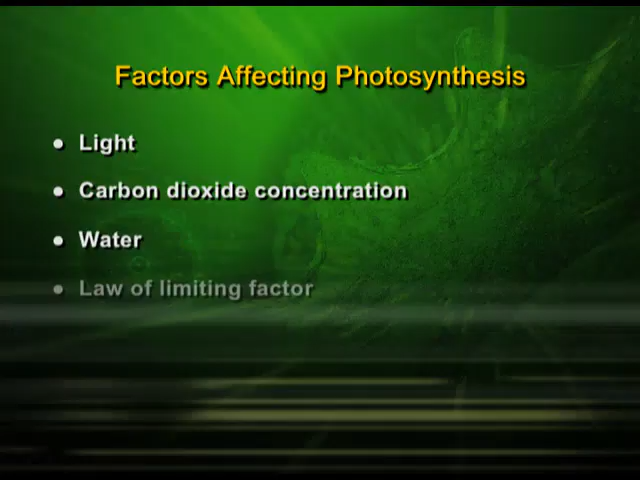 Factors Affecting Photosynthesis
• Light
• Carbon dioxide concentration
• Water
• Law of limiting factor